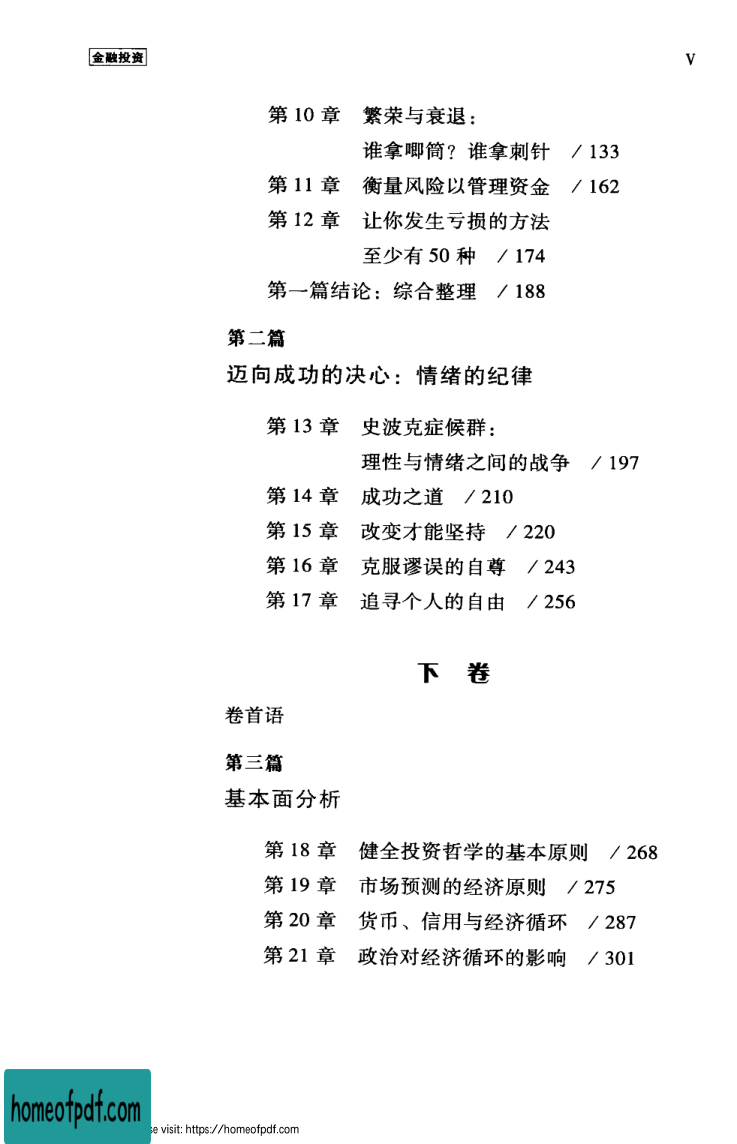 金融投资 V
第 10 章 繁荣与衰退：
谁拿唧筒？谁拿刺针 / 133
第 11 章 衡量风险以管理资金 / 162
第 12 章 让你发生亏损的方法
至少有 50 种 / 174
第一篇结论：综合整理 / 188
第二篇
迈向成功的决心：情绪的纪律
第 13 章 史波克症候群：
理性与情绪之间的战争 / 197
第 14 章 成功之道 / 210
第 15 章 改变才能坚持 / 220
第 16 章 克服谬误的自尊 / 243
第 17 章 追寻个人的自由 / 256
下 卷
卷首语
第三篇
基本面分析
第 18 章 健全投资哲学的基本原则 / 268
第 19 章 市场预测的经济原则 / 275
第 20 章 货币、信用与经济循环 / 287
第 21 章 政治对经济循环的影响 / 301
homeofpdf.com
se visit: https://homeofpdf.com